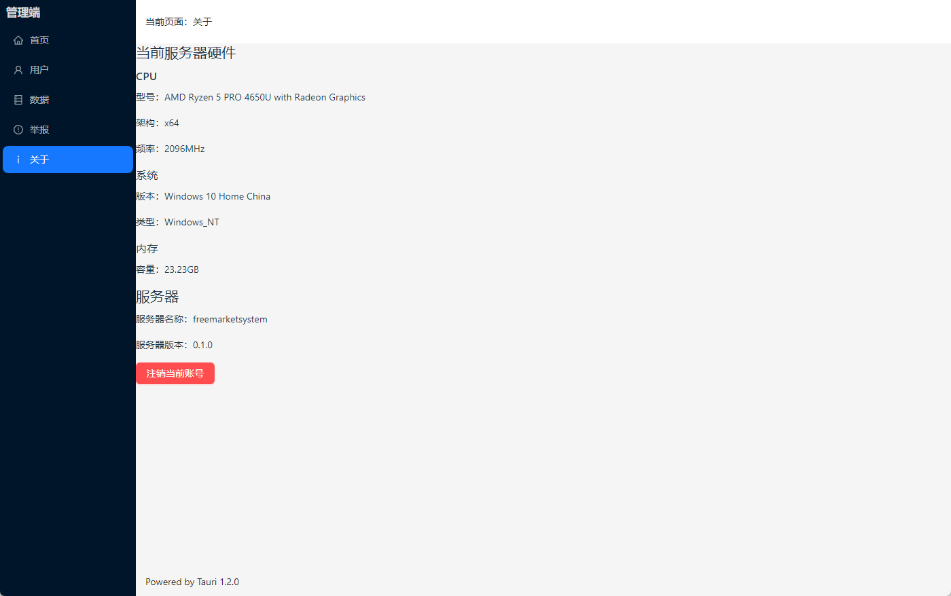 管理端
首页
用户
数据
举报
关于
当前页面：关于
当前服务器硬件
CPU
型号：AMD Ryzen 5 PRO 4650U with Radeon Graphics
架构：x64
频率：2096MHz
系统
版本：Windows 10 Home China
类型：Windows_NT
内存
容量：23.23GB
服务器
服务器名称：freemarketsystem
服务器版本：0.1.0
注销当前账号
Powered by Tauri 1.2.0